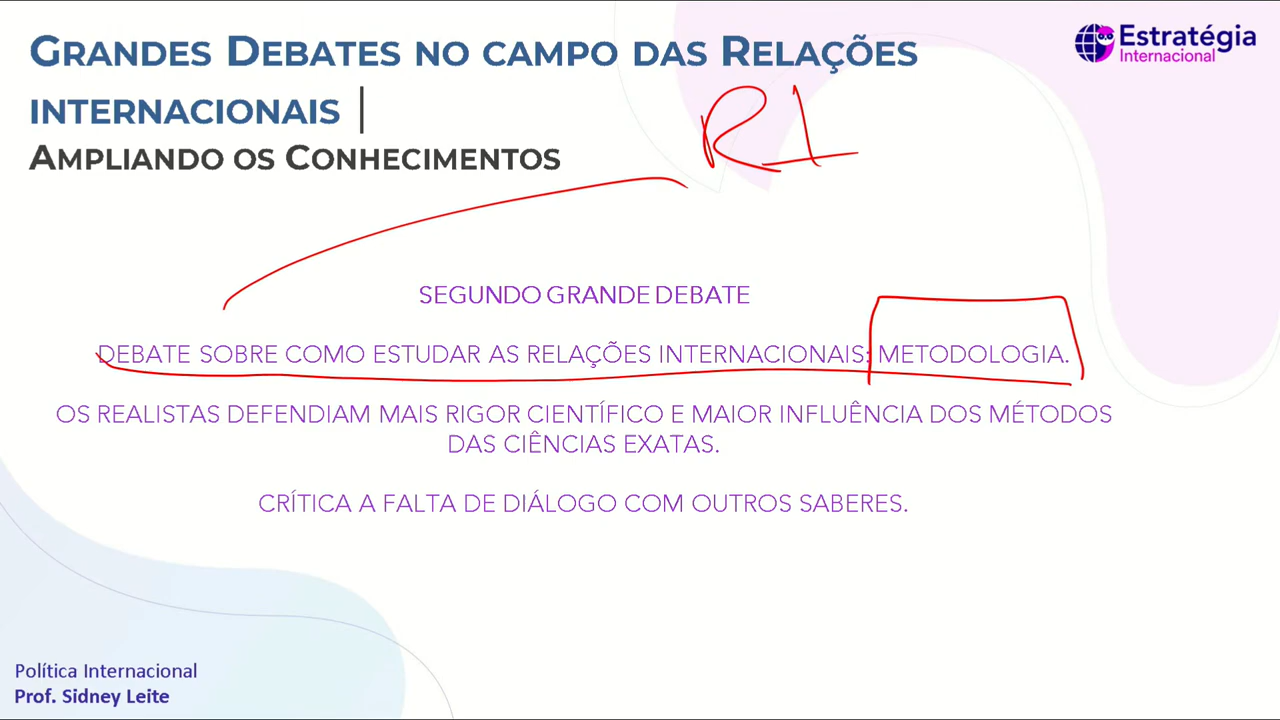 GRANDES DEBATES NO CAMPO DAS RELAÇÕES
INTERNACIONAIS |
AMPLIANDO OS CONHECIMENTOS
Estratégia
Internacional
RI
SEGUNDO GRANDE DEBATE
DEBATE SOBRE COMO ESTUDAR AS RELAÇÕES INTERNACIONAIS: METODOLOGIA.
OS REALISTAS DEFENDIAM MAIS RIGOR CIENTÍFICO E MAIOR INFLUÊNCIA DOS MÉTODOS
DAS CIÊNCIAS EXATAS.
CRÍTICA A FALTA DE DIÁLOGO COM OUTROS SABERES.
Política Internacional
Prof. Sidney Leite